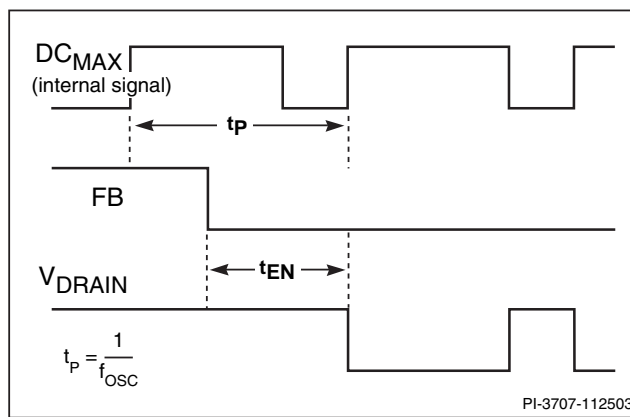 DCMAX
(internal signal)
tP
FB
tEN
VDRAIN
tP = 1
fOSC
PI-3707-112503